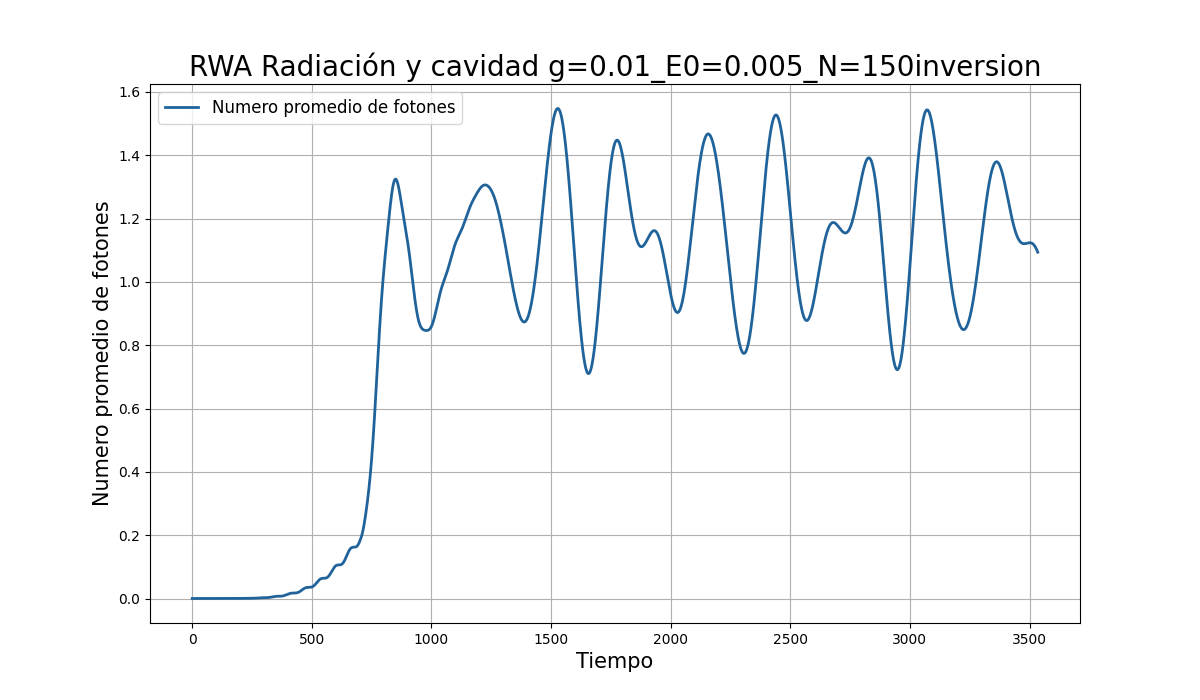 RWA Radiación y cavidad g=0.01_E0=0.005_N=150inversion
Numero promedio de fotones
Numero promedio de fotones
1.6
1.4
1.2
1.0
0.8
0.6
0.4
0.2
0.0
0 500 1000 1500 2000 2500 3000 3500
Tiempo